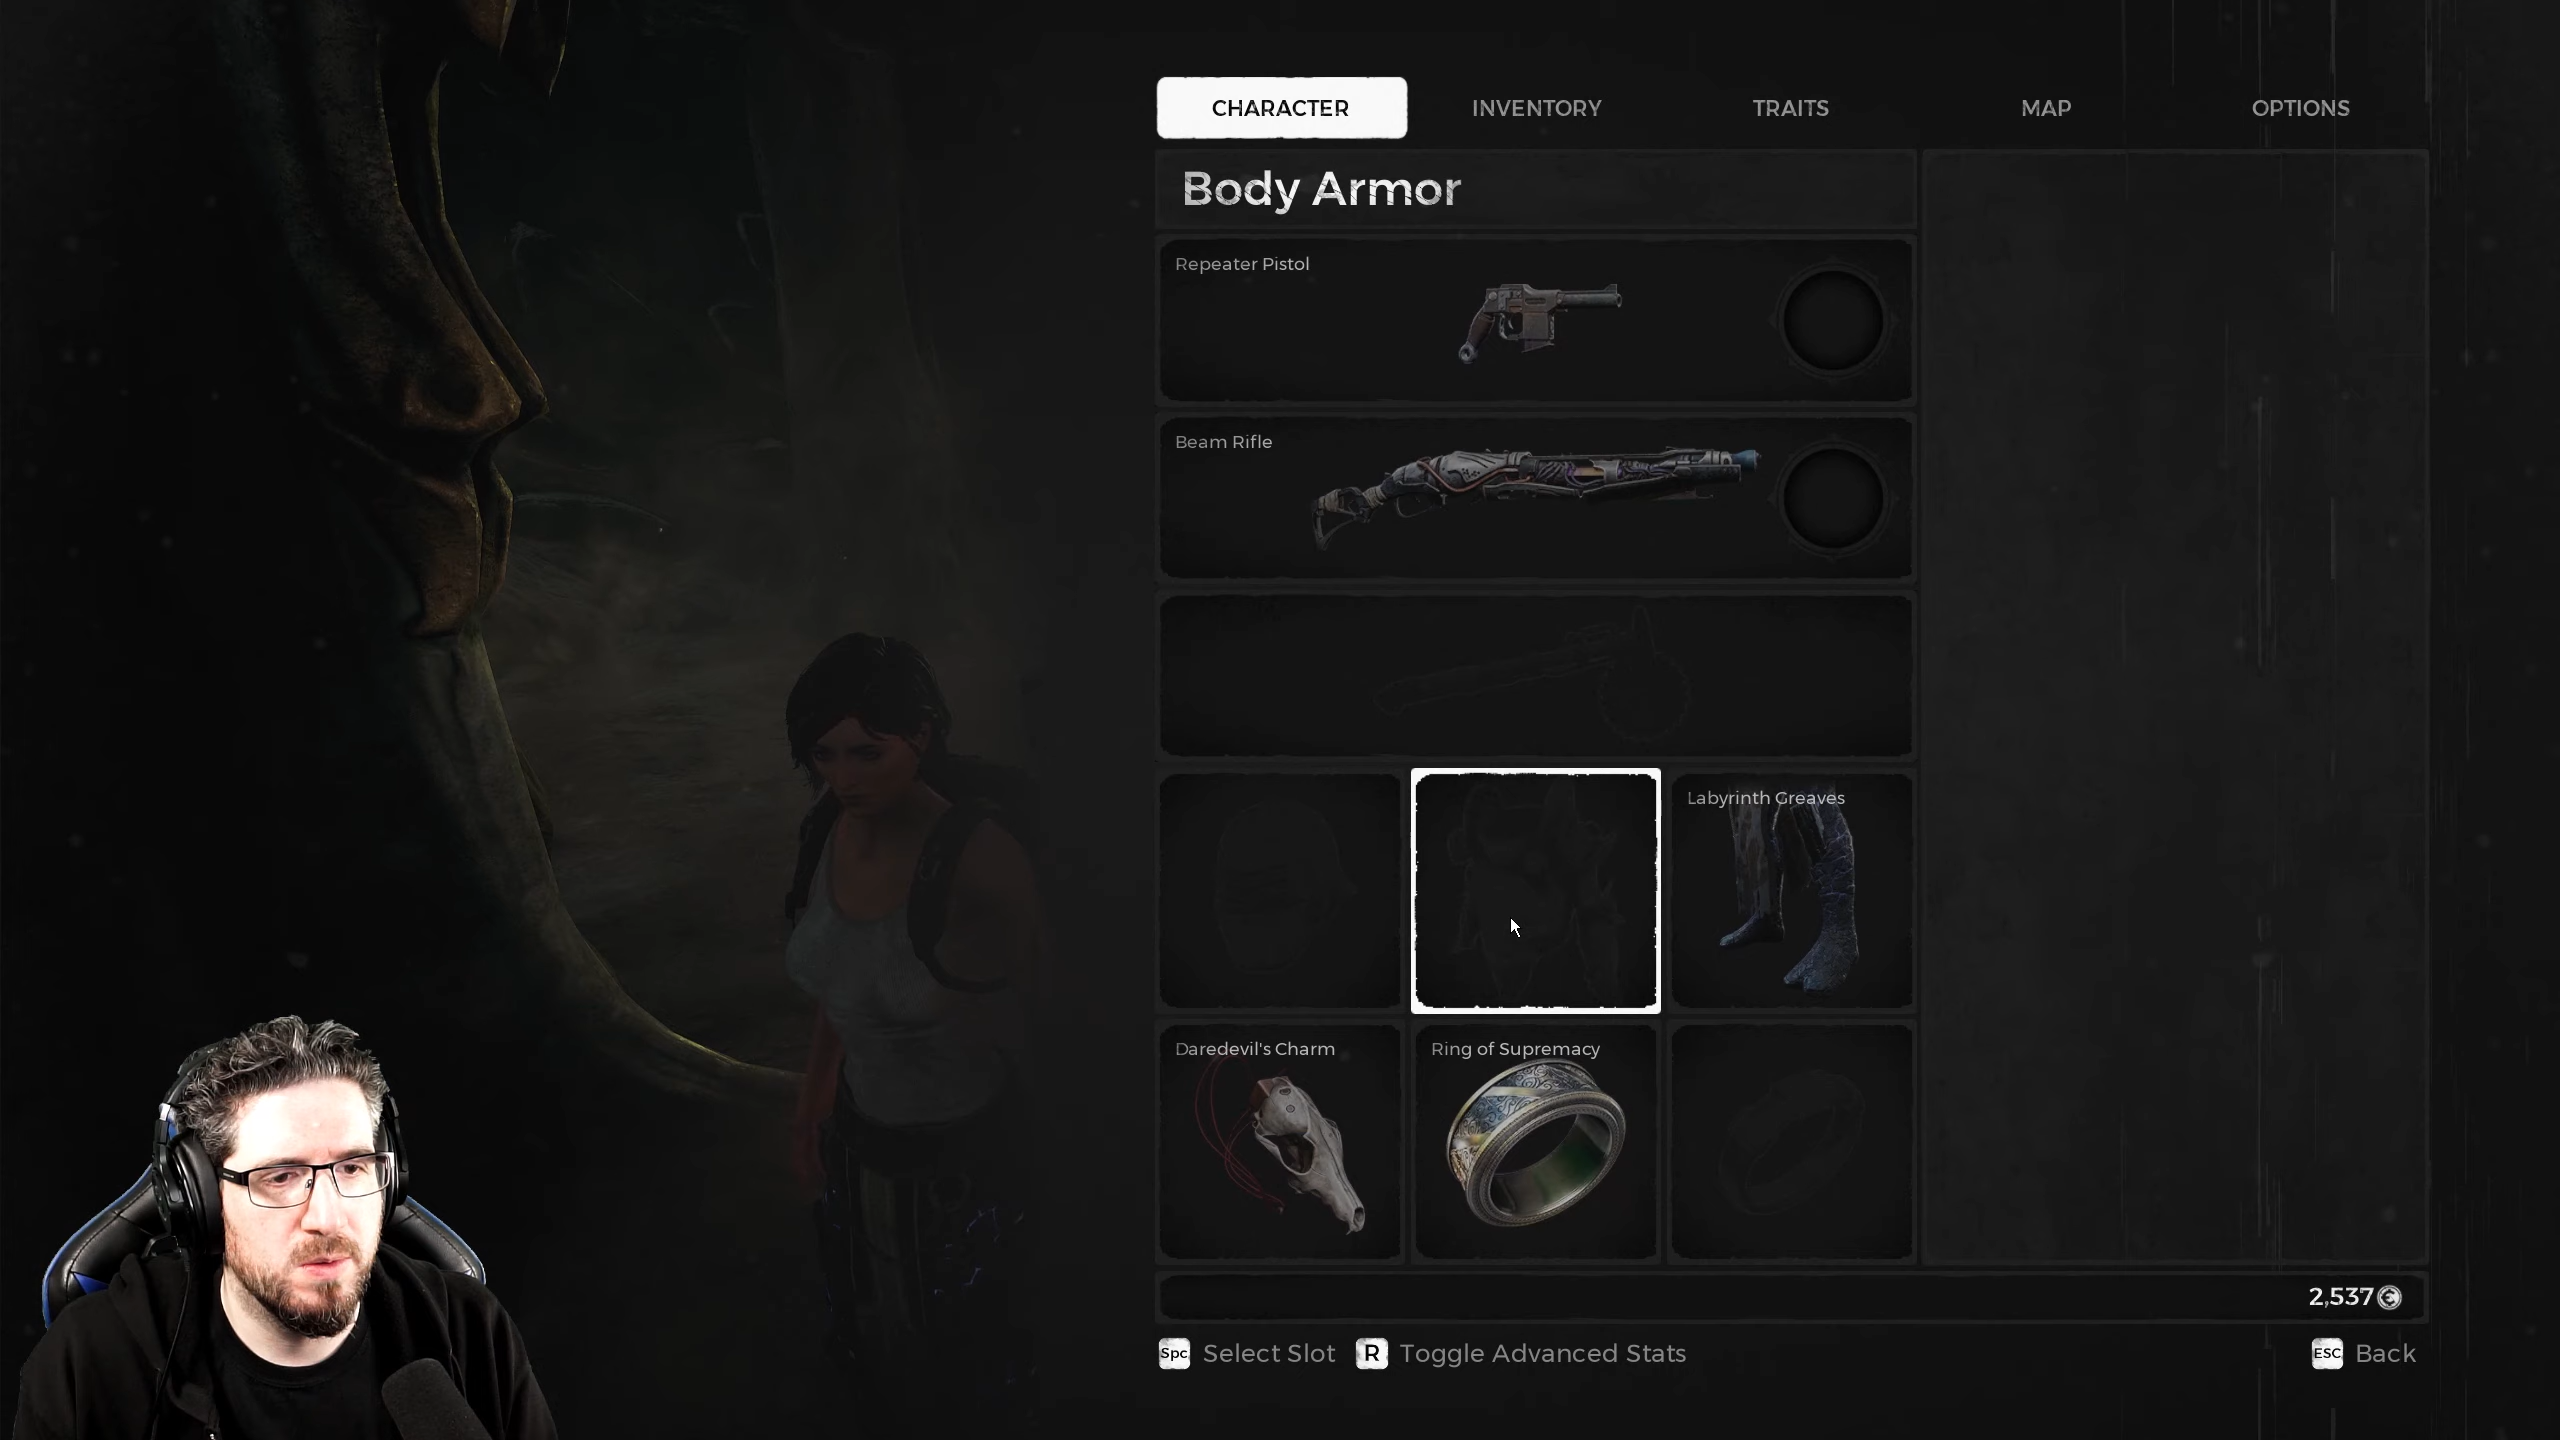 CHARACTER INVENTORY TRAITS MAP OPTIONS
Body Armor
Repeater Pistol
Beam Rifle
Labyrinth Greaves
Daredevil's Charm
Ring of Supremacy
2,537
Spc Select Slot R Toggle Advanced Stats ESC Back